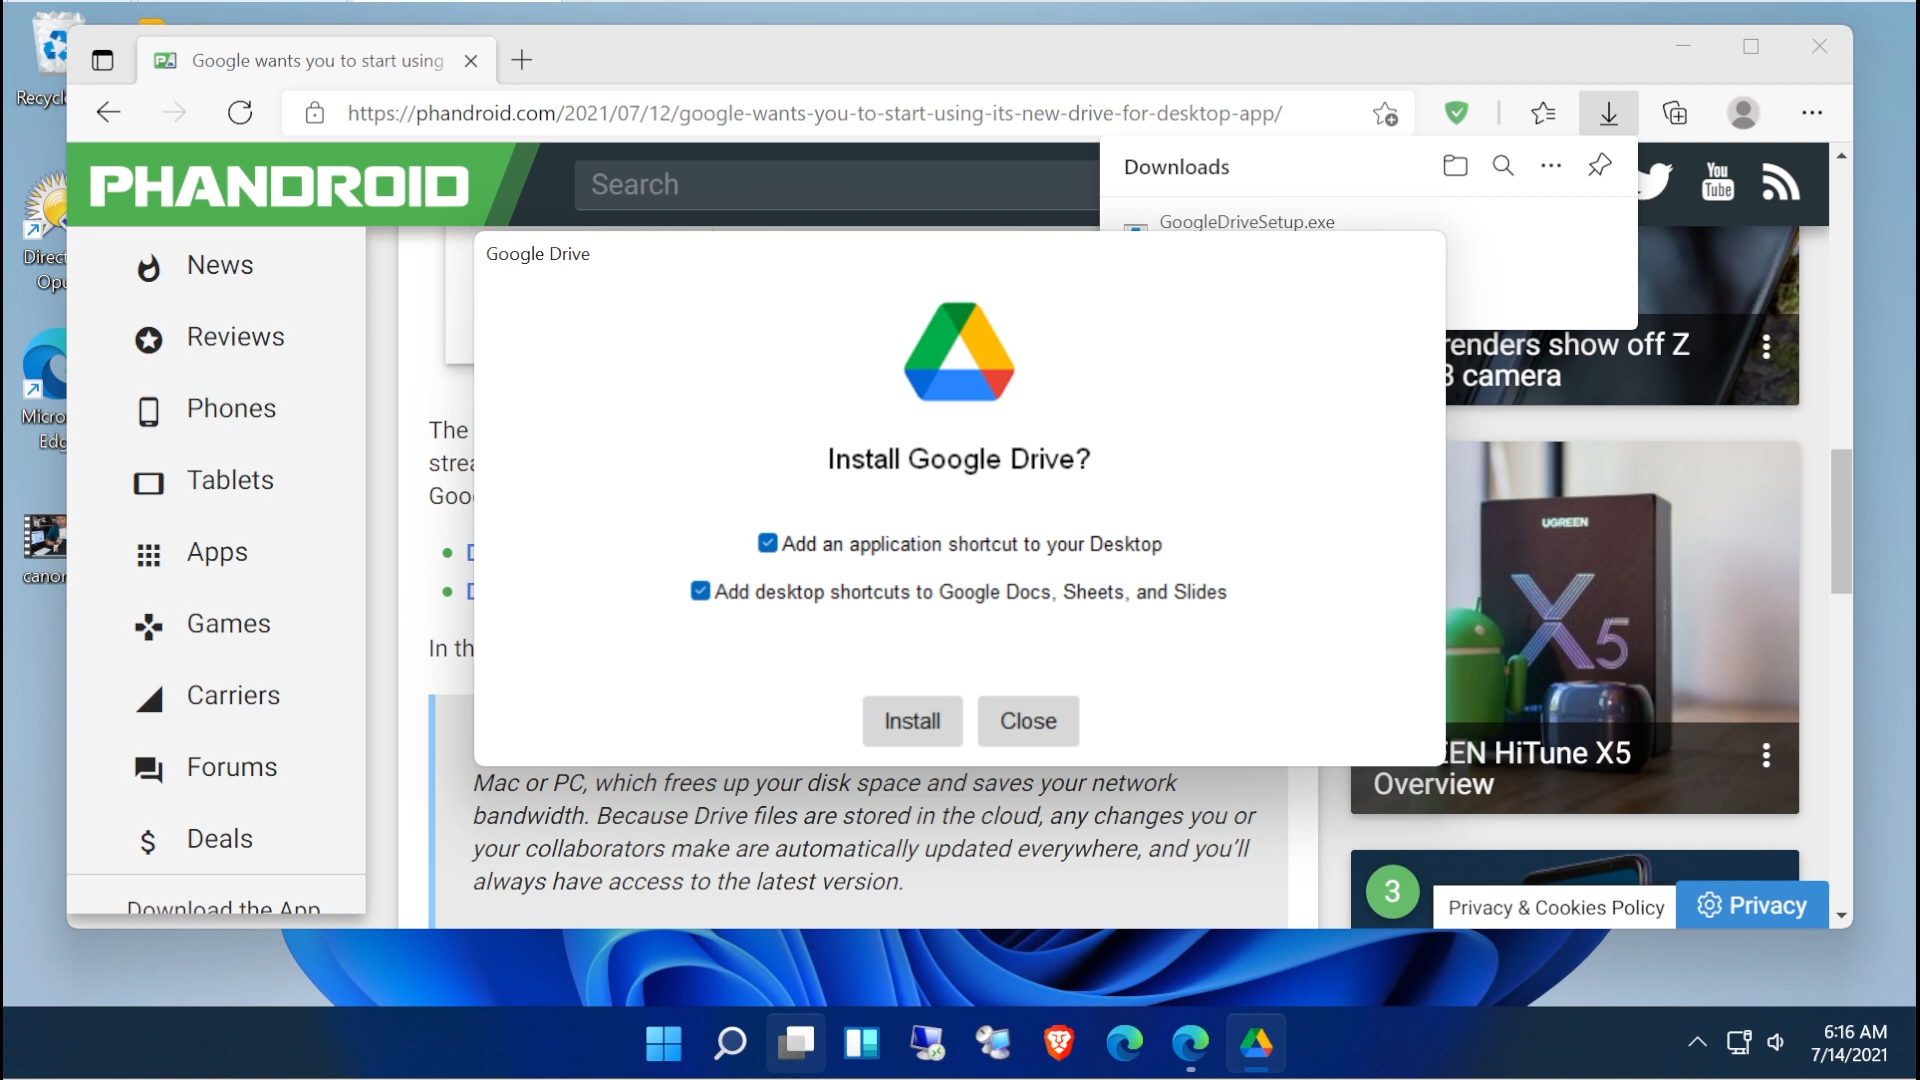 Recycl
Direct
Opu
Micro
Edg
canon
Google wants you to start using
https://phandroid.com/2021/07/12/google-wants-you-to-start-using-its-new-drive-for-desktop-app/
PHANDROID
Search
Downloads
GoogleDriveSetup.exe
You
Tube
News
Reviews
Phones
Tablets
Apps
Games
Carriers
Forums
Deals
Download the App
The
strea
Goo
In th
Google Drive
Install Google Drive?
Add an application shortcut to your Desktop
Add desktop shortcuts to Google Docs, Sheets, and Slides
Install
Close
Mac or PC, which frees up your disk space and saves your network
bandwidth. Because Drive files are stored in the cloud, any changes you or
your collaborators make are automatically updated everywhere, and you’ll
always have access to the latest version.
renders show off Z
3 camera
UGREEN
X5
EEN HiTune X5
Overview
3
Privacy & Cookies Policy
Privacy
6:16 AM
7/14/2021